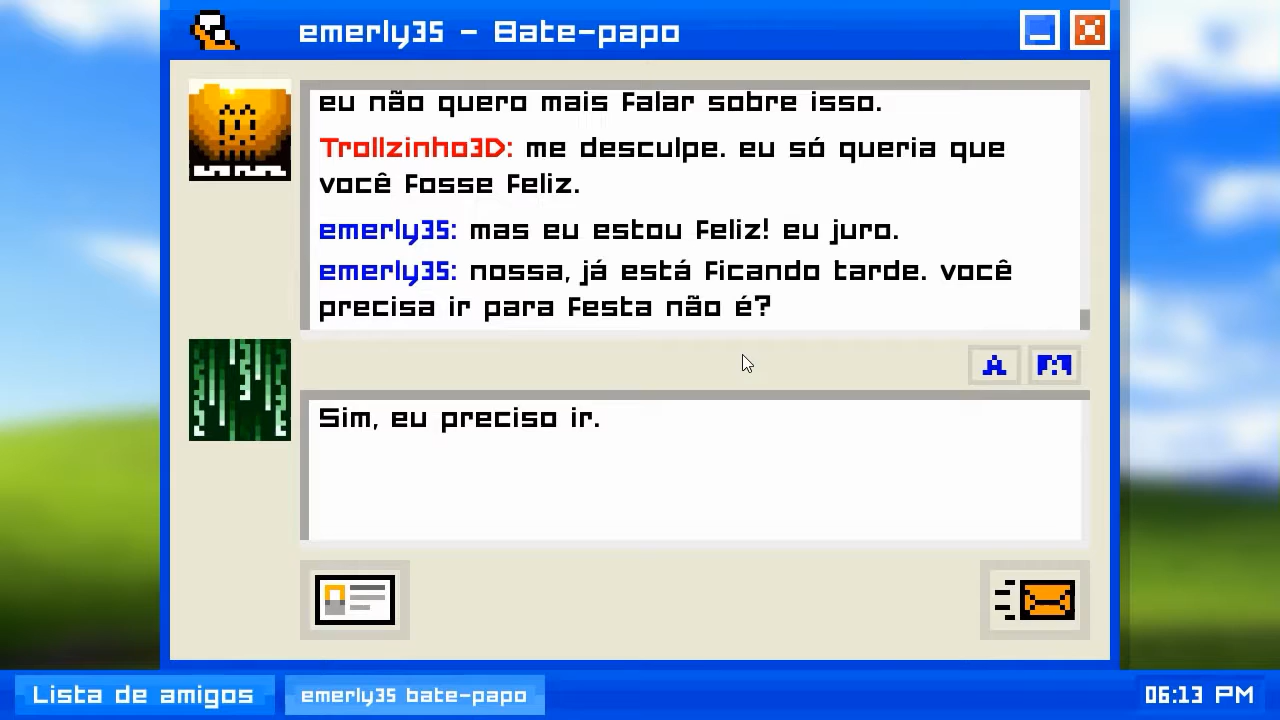 emerly35 - Bate-papo
eu não quero mais falar sobre isso.
Trollzinho3D: me desculpe. eu só queria que
você fosse feliz.
emerly35: mas eu estou feliz! eu juro.
emerly35: nossa, já está ficando tarde. você
precisa ir para festa não é?
A A
Sim, eu preciso ir.
Lista de amigos
emerly35 bate-papo
06:13 PM